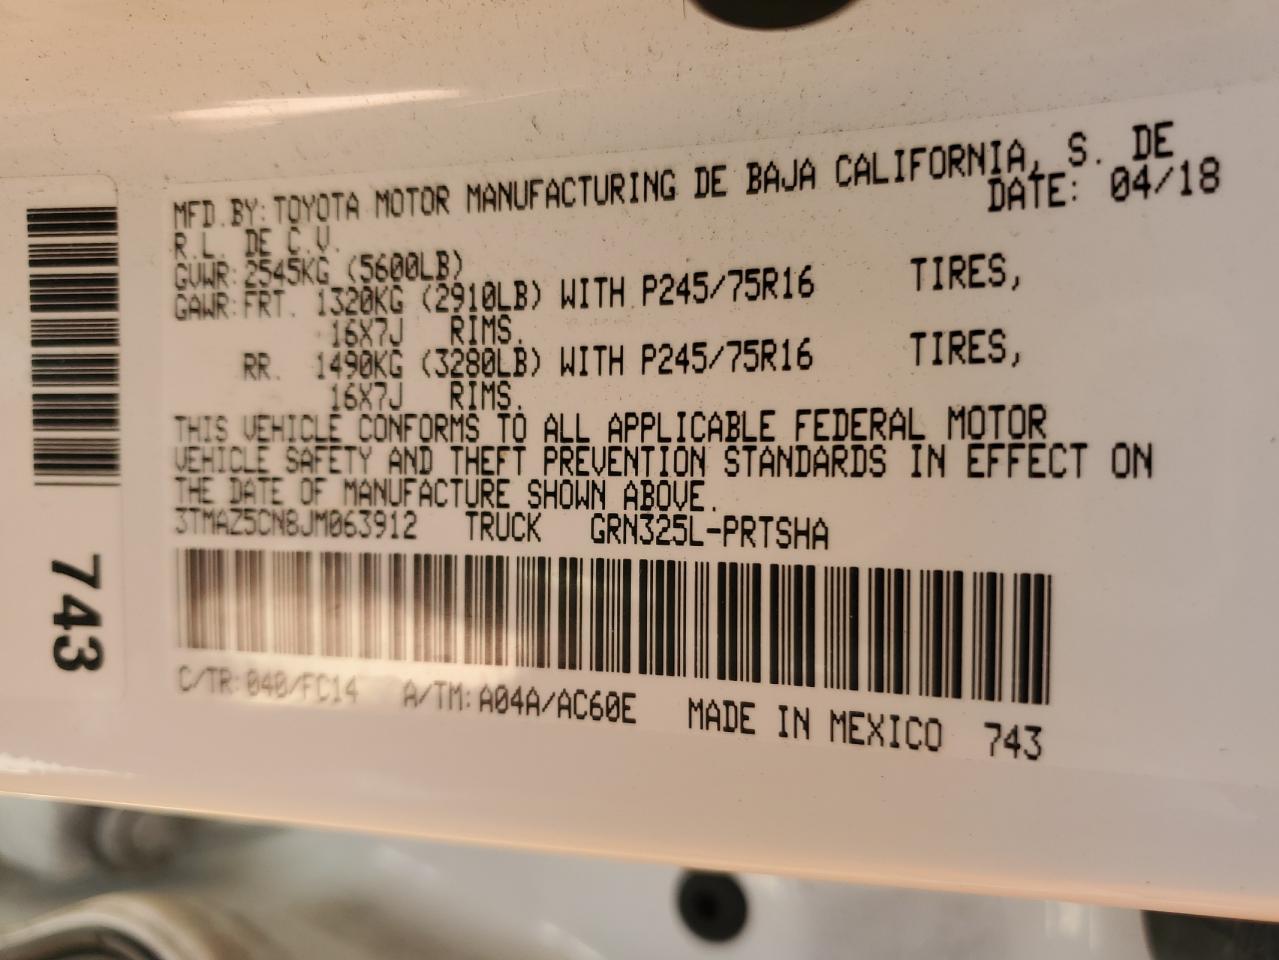 MFD.BY:TOYOTA MOTOR MANUFACTURING DE BAJA CALIFORNIA, S. DE
R.L. DE C.V.
DATE: 04/18
GVWR:2545KG (5600LB)
GAWR:FRT. 1320KG (2910LB) WITH P245/75R16 TIRES,
16X7J RIMS.
RR. 1490KG (3280LB) WITH P245/75R16 TIRES,
16X7J RIMS.
THIS VEHICLE CONFORMS TO ALL APPLICABLE FEDERAL MOTOR
VEHICLE SAFETY AND THEFT PREVENTION STANDARDS IN EFFECT ON
THE DATE OF MANUFACTURE SHOWN ABOVE.
3TMAZ5CN8JM063912 TRUCK GRN325L-PRTSHA
C/TR:040/FC14 A/TM:A04A/AC60E MADE IN MEXICO 743
743